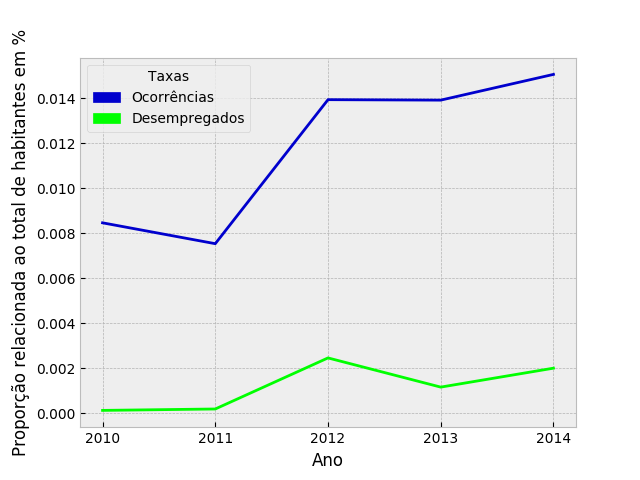 Proporção relacionada ao total de habitantes em %
Taxas
Ocorrências
Desempregados
0.014
0.012
0.010
0.008
0.006
0.004
0.002
0.000
2010 2011 2012 2013 2014
Ano